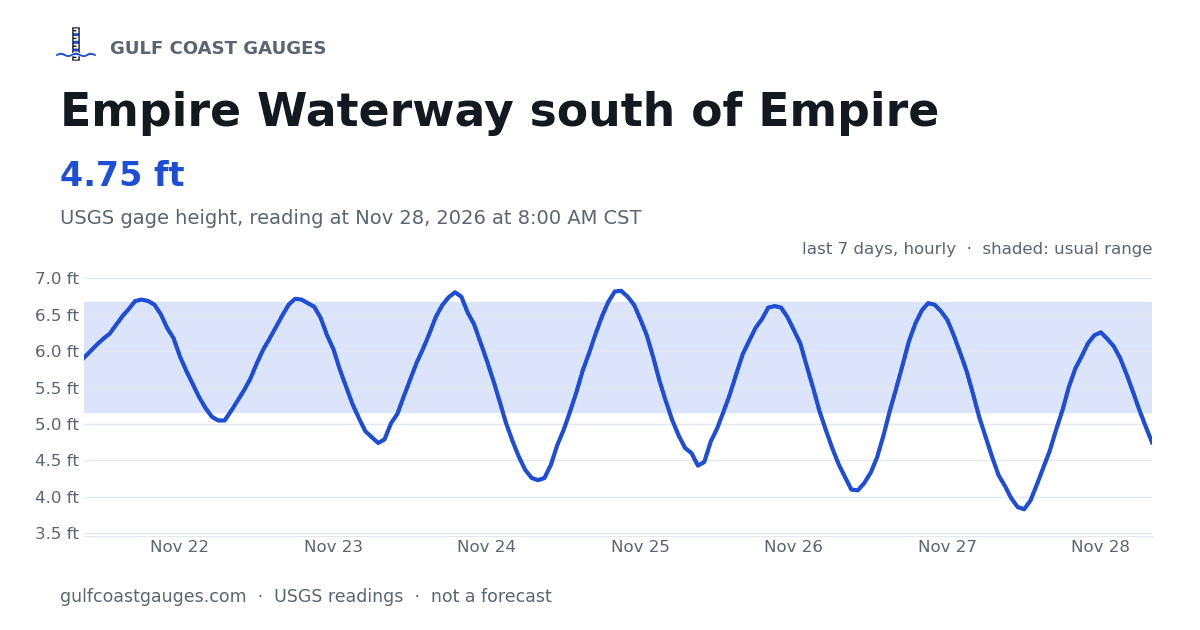 GULF COAST GAUGES
Empire Waterway south of Empire
4.75 ft
USGS gage height, reading at Nov 28, 2026 at 8:00 AM CST
last 7 days, hourly · shaded: usual range
7.0 ft
6.5 ft
6.0 ft
5.5 ft
5.0 ft
4.5 ft
4.0 ft
3.5 ft
Nov 22 Nov 23 Nov 24 Nov 25 Nov 26 Nov 27 Nov 28
gulfcoastgauges.com · USGS readings · not a forecast